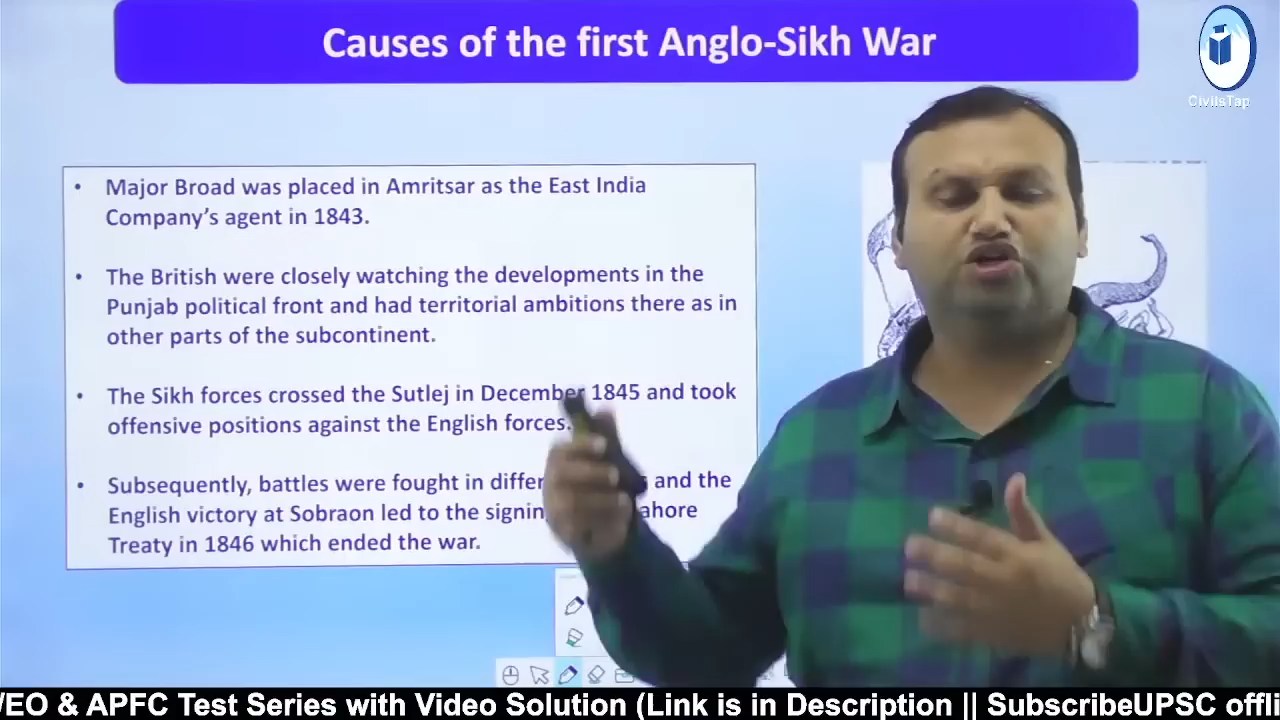 Causes of the first Anglo-Sikh War
CivilsTap
• Major Broad was placed in Amritsar as the East India
Company's agent in 1843.
• The British were closely watching the developments in the
Punjab political front and had territorial ambitions there as in
other parts of the subcontinent.
• The Sikh forces crossed the Sutlej in December 1845 and took
offensive positions against the English forces.
• Subsequently, battles were fought in differ and the
English victory at Sobraon led to the signin ahore
Treaty in 1846 which ended the war.
WEO & APFC Test Series with Video Solution (Link is in Description || SubscribeUPSC offli